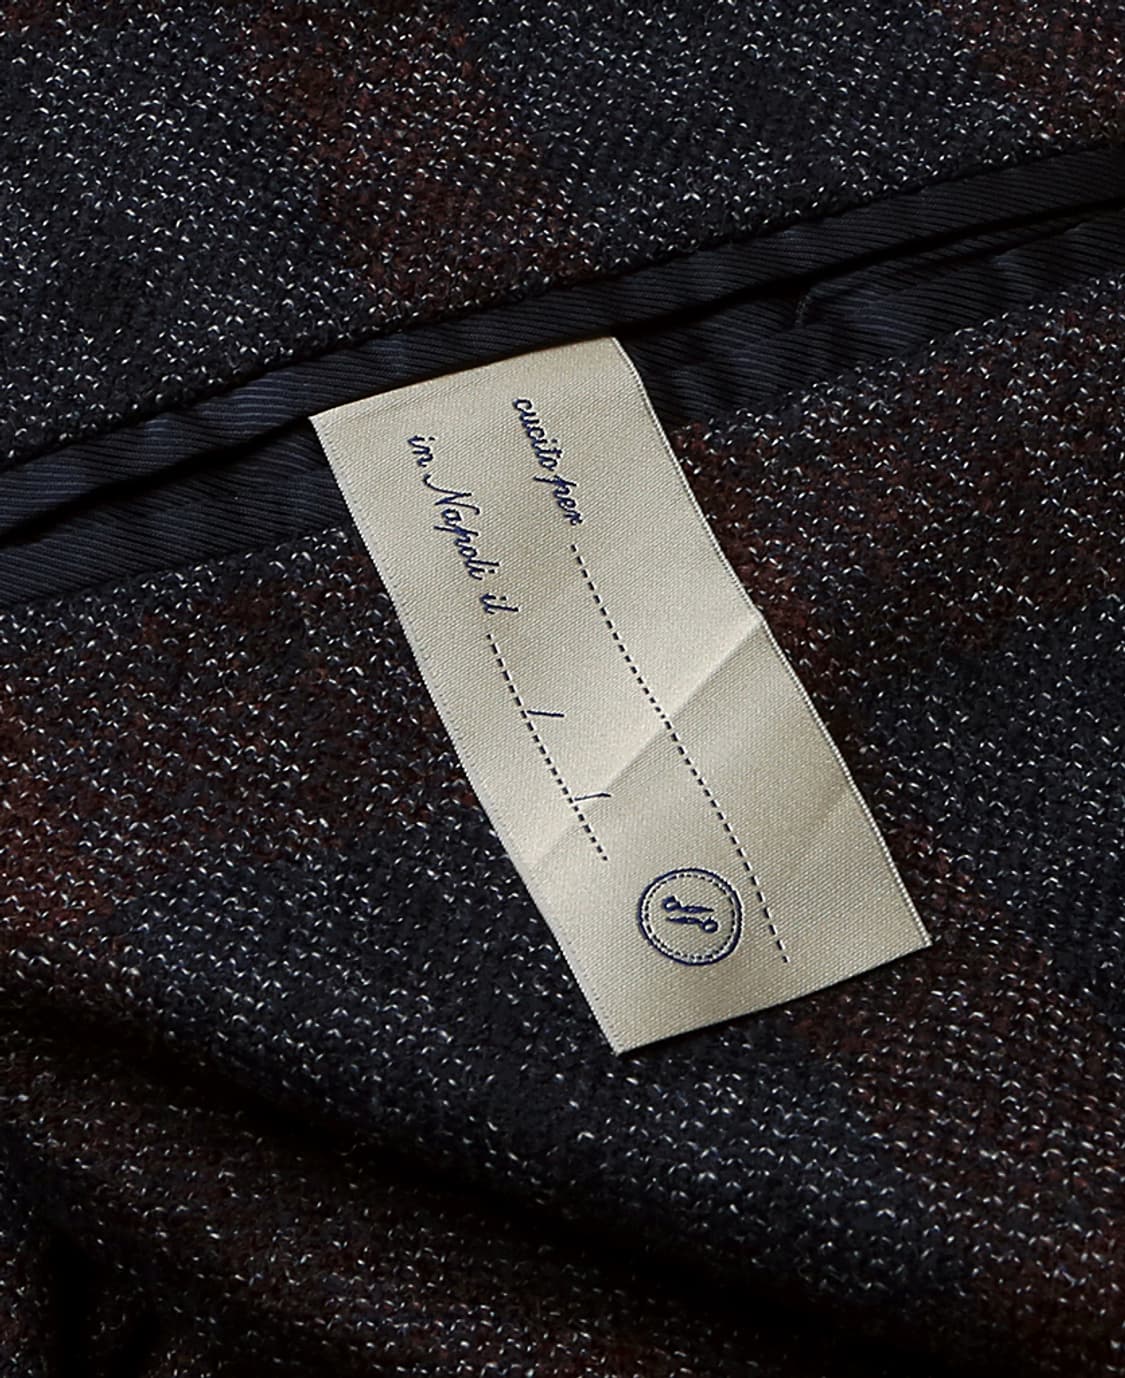 cucito per
in Napoli il / /
N